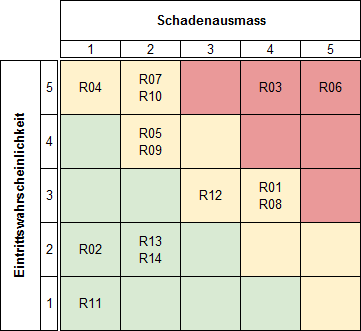 Schadenausmass
1 2 3 4 5
Eintrittswahrscheinlichkeit
5 R04 R07 R03 R06
R10
4 R05
R09
3 R12 R01
R08
2 R02 R13
R14
1 R11